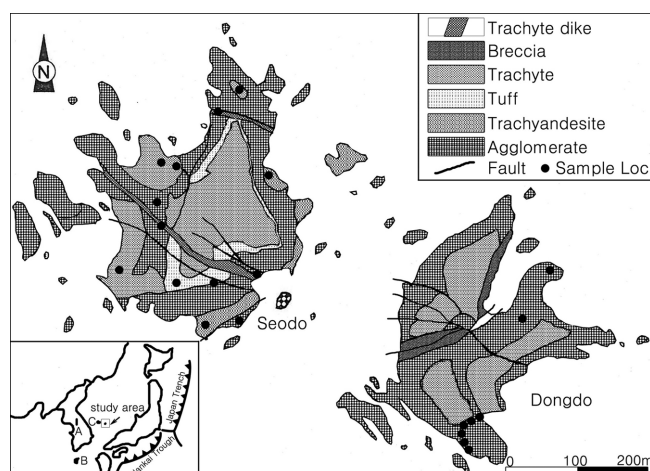 N
Trachyte dike
Breccia
Trachyte
Tuff
Trachyandesite
Agglomerate
Fault Sample Loc
Seodo
Dongdo
study area
C
A
B
Japan Trench
Trough
0 100 200m